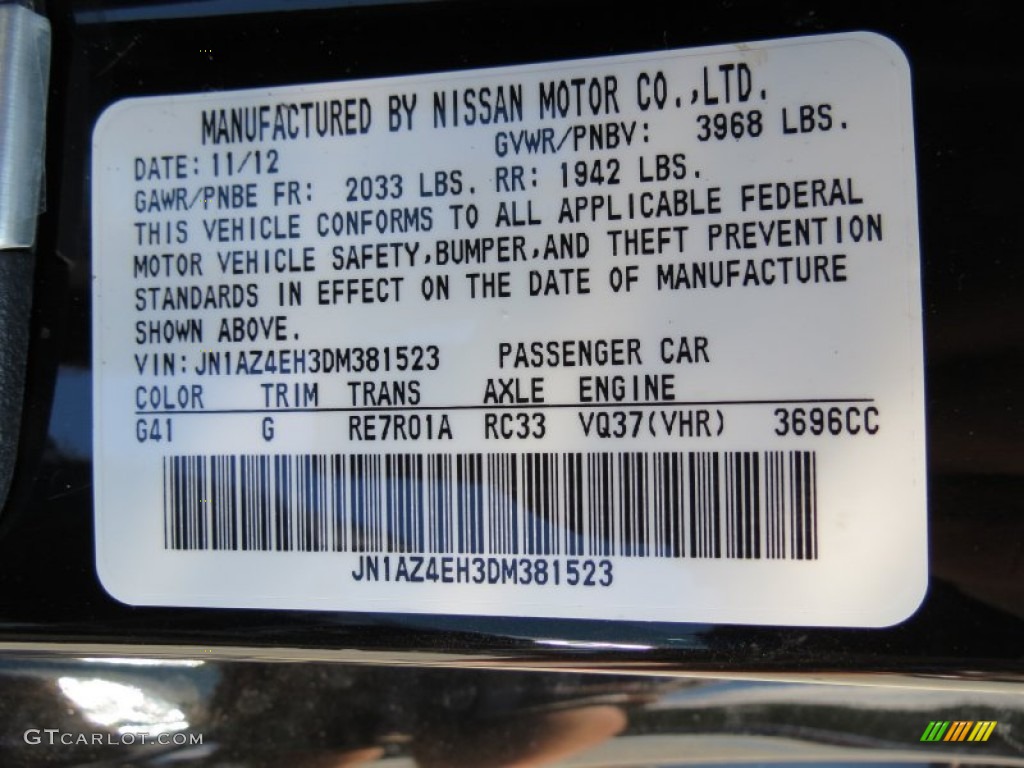 MANUFACTURED BY NISSAN MOTOR CO.,LTD.
DATE: 11/12 GVWR/PNBV: 3968 LBS.
GAWR/PNBE FR: 2033 LBS. RR: 1942 LBS.
THIS VEHICLE CONFORMS TO ALL APPLICABLE FEDERAL
MOTOR VEHICLE SAFETY,BUMPER,AND THEFT PREVENTION
STANDARDS IN EFFECT ON THE DATE OF MANUFACTURE
SHOWN ABOVE.
VIN: JN1AZ4EH3DM381523 PASSENGER CAR
COLOR TRIM TRANS AXLE ENGINE
G41 G RE7R01A RC33 VQ37(VHR) 3696CC
JN1AZ4EH3DM381523
GTCARLOT.COM